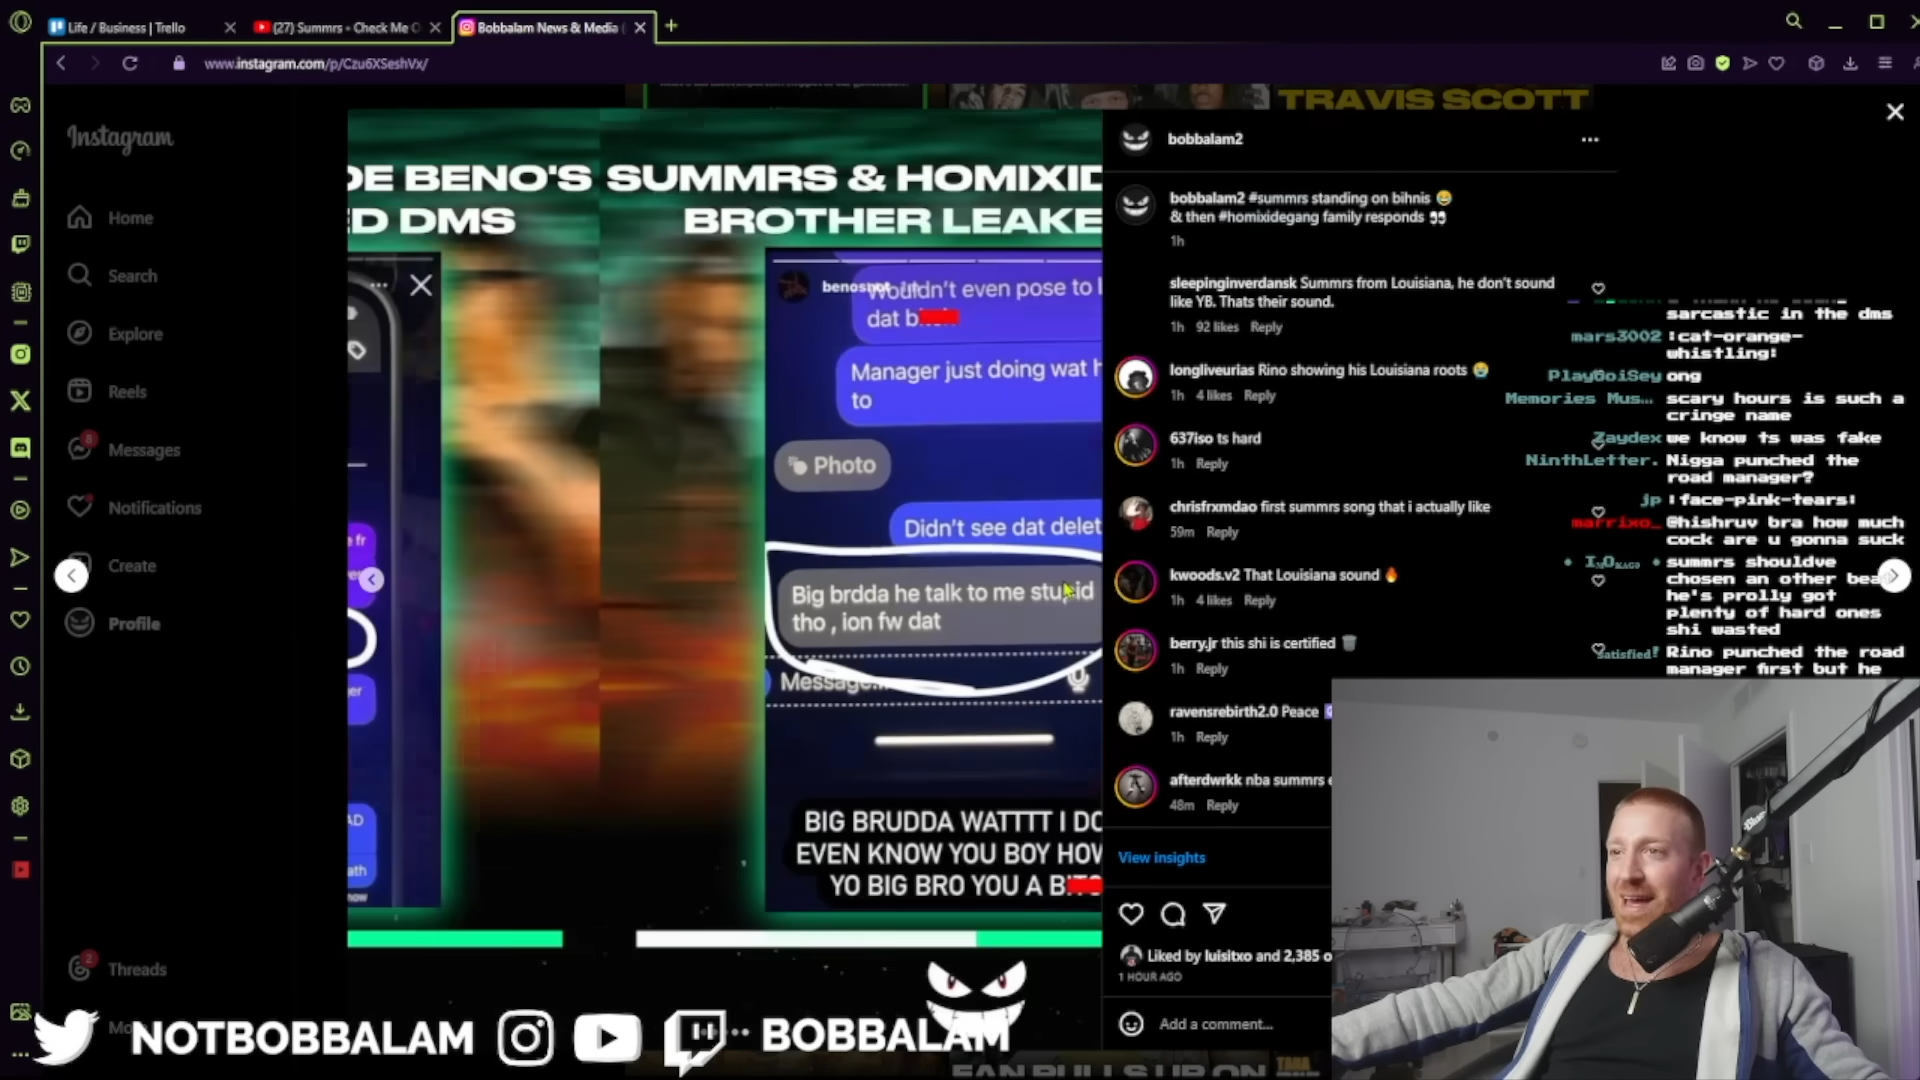 Life / Business | Trello
(27) Summrs - Check Me O
Bobbalam News & Media
www.instagram.com/p/Czu6XSeshVx/
TRAVIS SCOTT
Instagram
Home
Search
Explore
Reels
8
Messages
Notifications
Create
Profile
2
Threads
Mo
DE BENO'S
ED DMS
SUMMRS & HOMIXID
BROTHER LEAKE
benosnot 1m
Wouldn't even pose to
dat b
Manager just doing wat h
to
Photo
Didn't see dat delet
Big brdda he talk to me stupid
tho , ion fw dat
Message...
BIG BRUDDA WATTTT I DO
EVEN KNOW YOU BOY HOW
YO BIG BRO YOU A B
bobbalam2
bobbalam2 #summrs standing on bihnis 😂
& then #homixidegang family responds 👀
1h
sleepinginverdansk Summrs from Louisiana, he don't sound
like YB. Thats their sound.
1h 92 likes Reply
longliveurias Rino showing his Louisiana roots 😭
1h 4 likes Reply
637iso ts hard
1h Reply
chrisfrxmdao first summrs song that i actually like
59m Reply
kwoods.v2 That Louisiana sound 🔥
1h 4 likes Reply
berry.jr this shi is certified 🗑️
1h Reply
ravensrebirth2.0 Peace
1h Reply
afterdwrkk nba summrs
48m Reply
View insights
Liked by luisitxo and 2,385 o
1 HOUR AGO
Add a comment...
sarcastic in the dms
mars3002 :cat-orange-
whistling:
PlayBoiSey ong
Memories Mus... scary hours is such a
cringe name
Zaydex we know ts was fake
NinthLetter. Nigga punched the
road manager?
jp :face-pink-tears:
marrixo_ @hishruv bra how much
cock are u gonna suck
summrs shouldve
chosen an other bea
he's prolly got
plenty of hard ones
shi wasted
satisfied! Rino punched the road
manager first but he
NOTBOBBALAM
BOBBALAM
FAN PULLS UP ON